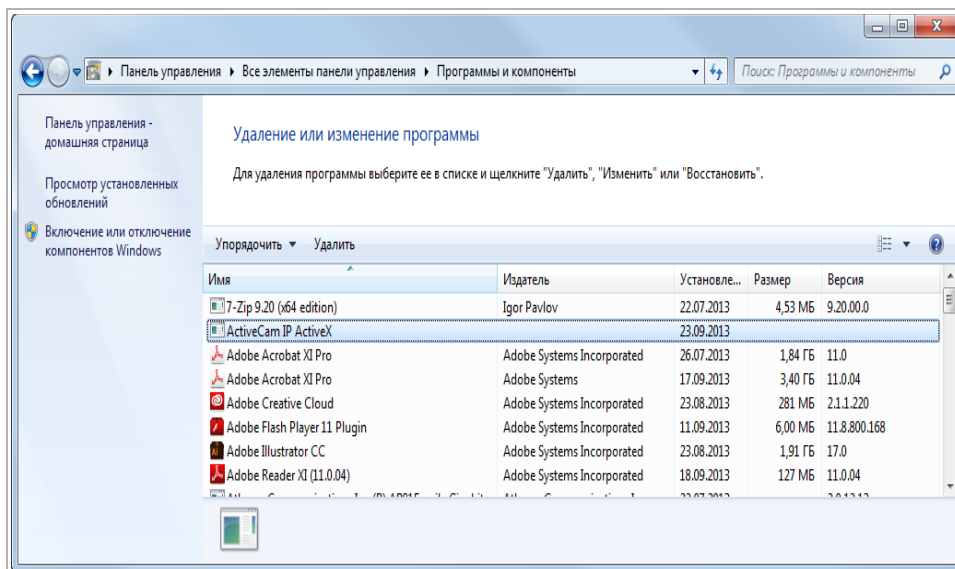 Панель управления ▸ Все элементы панели управления ▸ Программы и компоненты
Поиск: Программы и компоненты
Панель управления -
домашняя страница
Просмотр установленных
обновлений
Включение или отключение
компонентов Windows
Удаление или изменение программы
Для удаления программы выберите ее в списке и щелкните "Удалить", "Изменить" или "Восстановить".
Упорядочить Удалить
Имя Издатель Установле... Размер Версия
7-Zip 9.20 (x64 edition) Igor Pavlov 22.07.2013 4,53 МБ 9.20.00.0
ActiveCam IP ActiveX 23.09.2013
Adobe Acrobat XI Pro Adobe Systems Incorporated 26.07.2013 1,84 ГБ 11.0
Adobe Acrobat XI Pro Adobe Systems 17.09.2013 3,40 ГБ 11.0.04
Adobe Creative Cloud Adobe Systems Incorporated 23.08.2013 281 МБ 2.1.1.220
Adobe Flash Player 11 Plugin Adobe Systems Incorporated 11.09.2013 6,00 МБ 11.8.800.168
Adobe Illustrator CC Adobe Systems Incorporated 23.08.2013 1,91 ГБ 17.0
Adobe Reader XI (11.0.04) Adobe Systems Incorporated 18.09.2013 127 МБ 11.0.04